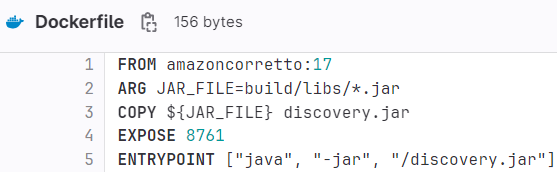 Dockerfile 156 bytes
1 FROM amazoncorretto:17
2 ARG JAR_FILE=build/libs/*.jar
3 COPY ${JAR_FILE} discovery.jar
4 EXPOSE 8761
5 ENTRYPOINT ["java", "-jar", "/discovery.jar"]